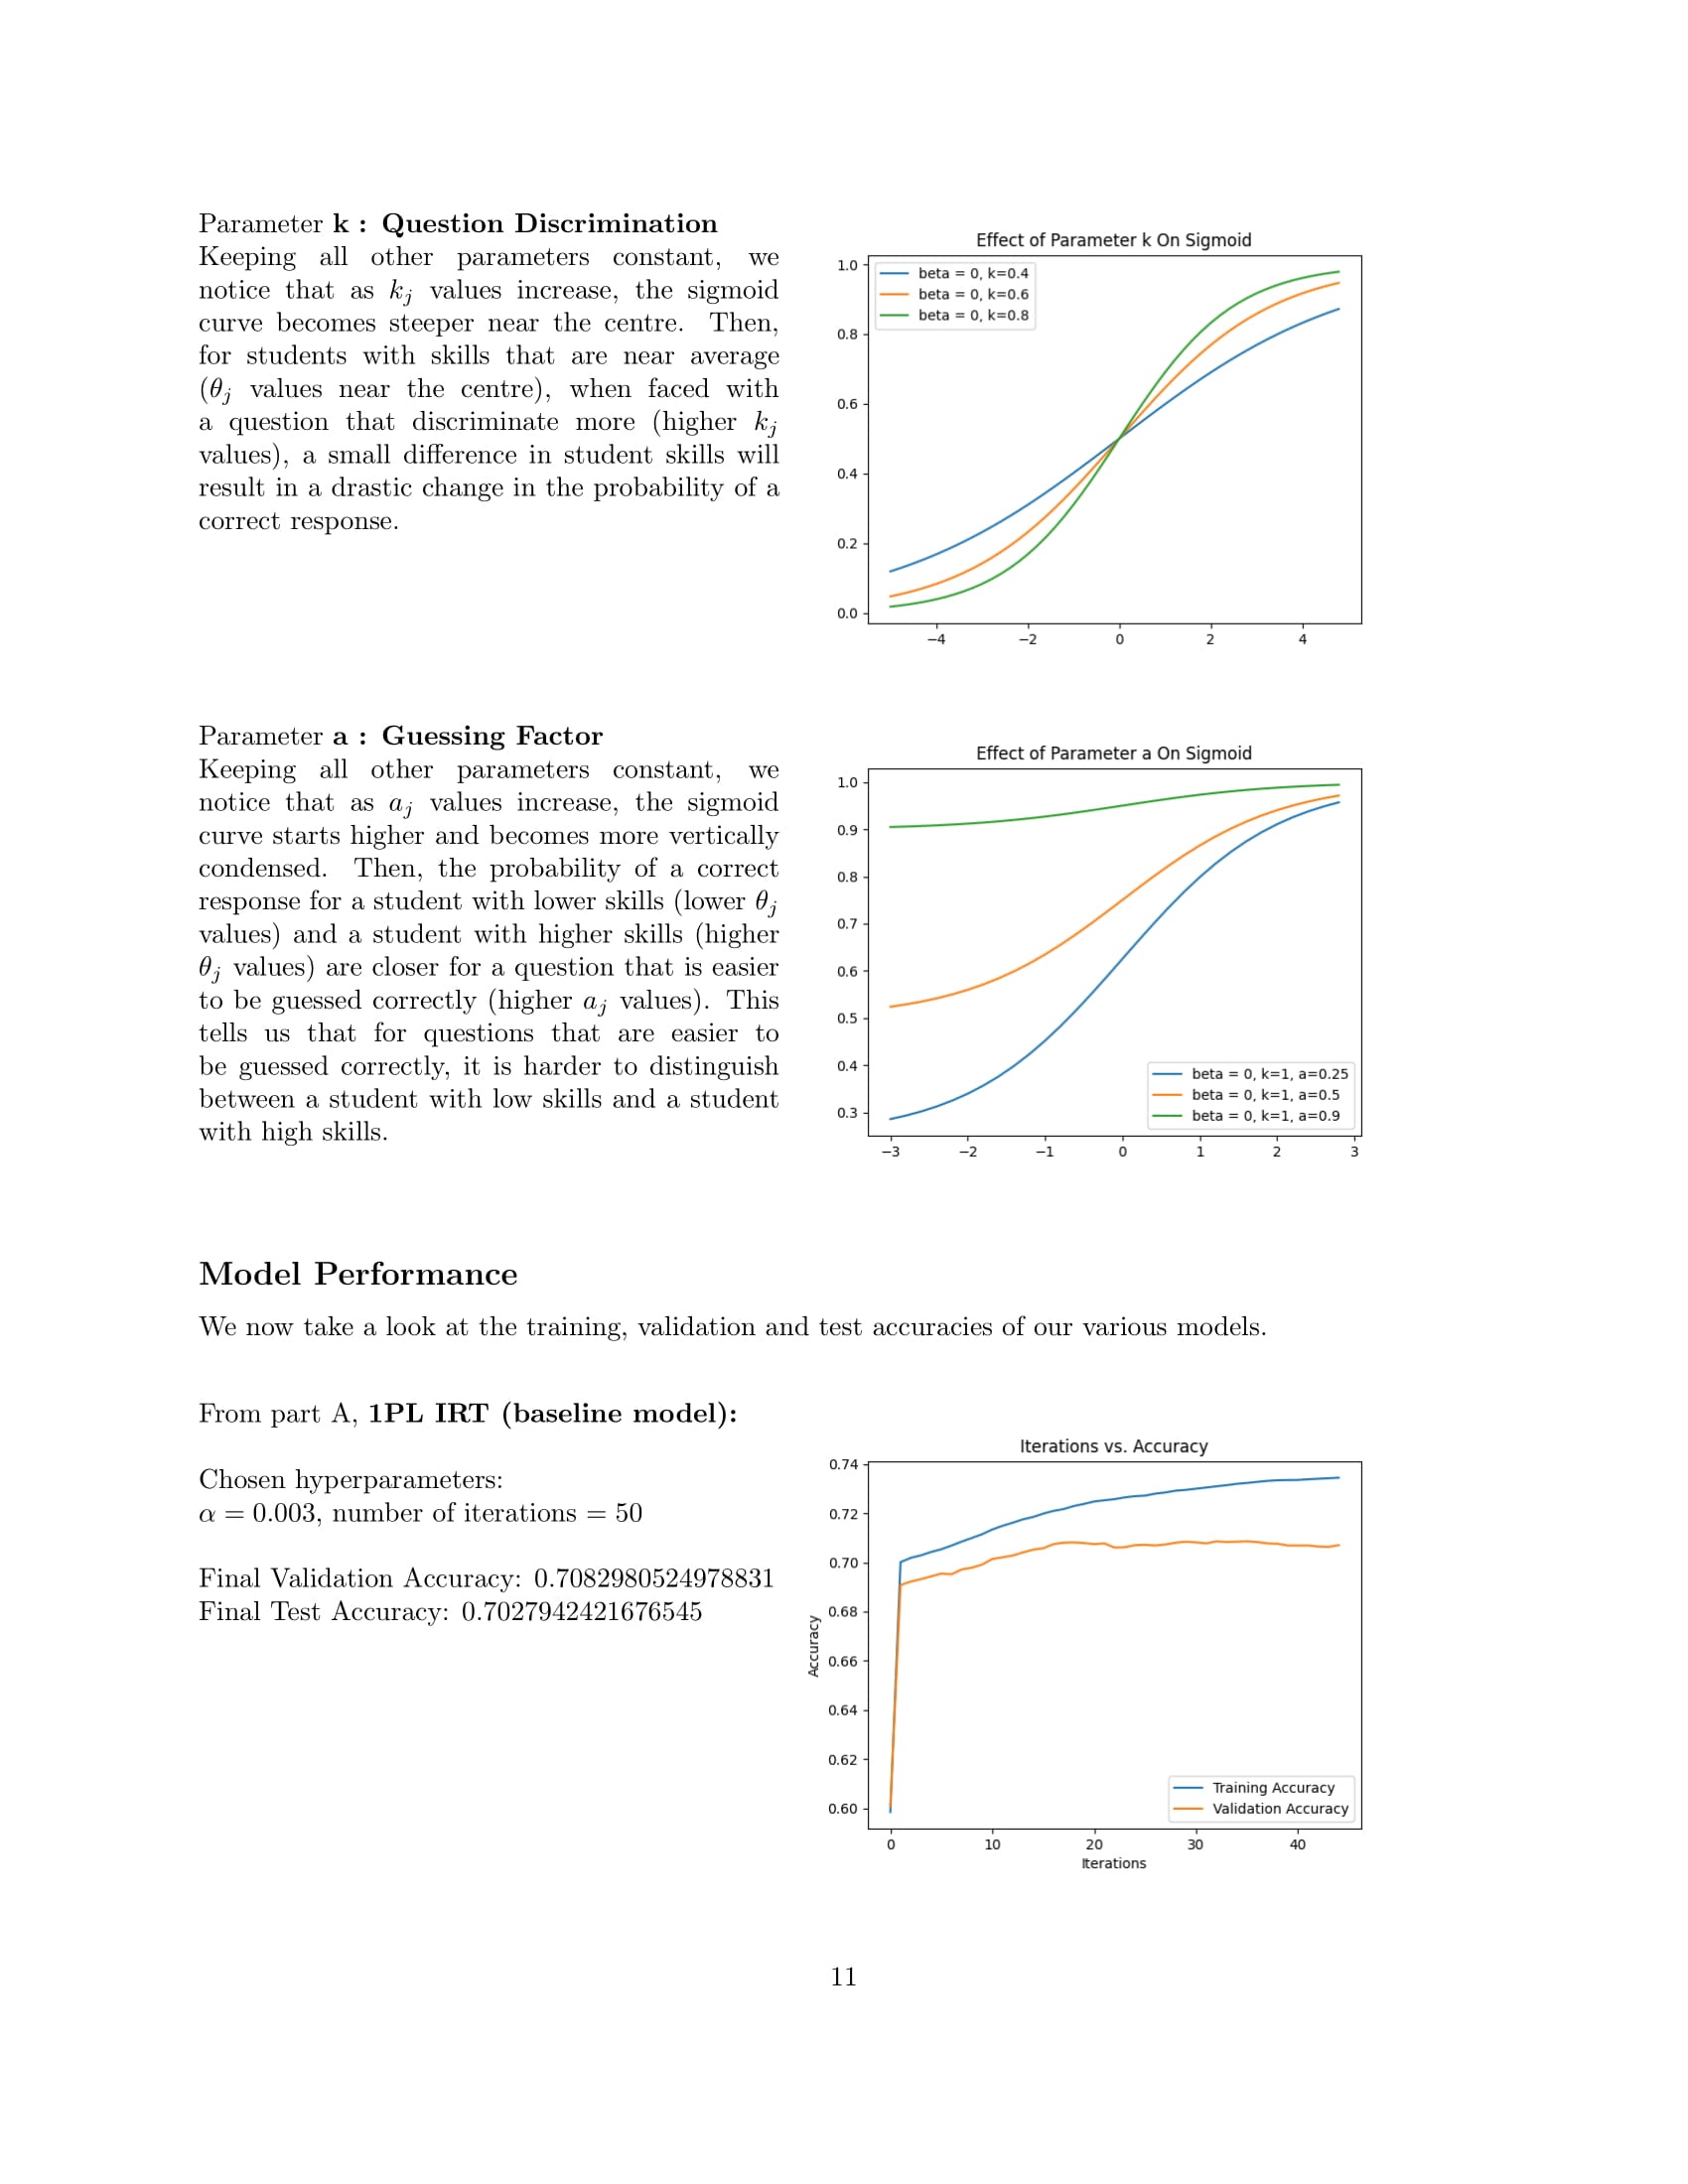 Parameter k : Question Discrimination
Keeping all other parameters constant, we
notice that as kj values increase, the sigmoid
curve becomes steeper near the centre. Then,
for students with skills that are near average
(θj values near the centre), when faced with
a question that discriminate more (higher kj
values), a small difference in student skills will
result in a drastic change in the probability of a
correct response.
Effect of Parameter k On Sigmoid
1.0
0.8
0.6
0.4
0.2
0.0
beta = 0, k=0.4
beta = 0, k=0.6
beta = 0, k=0.8
−4 −2 0 2 4
Parameter a : Guessing Factor
Keeping all other parameters constant, we
notice that as aj values increase, the sigmoid
curve starts higher and becomes more vertically
condensed. Then, the probability of a correct
response for a student with lower skills (lower θj
values) and a student with higher skills (higher
θj values) are closer for a question that is easier
to be guessed correctly (higher aj values). This
tells us that for questions that are easier to
be guessed correctly, it is harder to distinguish
between a student with low skills and a student
with high skills.
Effect of Parameter a On Sigmoid
1.0
0.9
0.8
0.7
0.6
0.5
0.4
0.3
beta = 0, k=1, a=0.25
beta = 0, k=1, a=0.5
beta = 0, k=1, a=0.9
−3 −2 −1 0 1 2 3
Model Performance
We now take a look at the training, validation and test accuracies of our various models.
From part A, 1PL IRT (baseline model):
Chosen hyperparameters:
α = 0.003, number of iterations = 50
Final Validation Accuracy: 0.7082980524978831
Final Test Accuracy: 0.7027942421676545
Iterations vs. Accuracy
Accuracy
0.74
0.72
0.70
0.68
0.66
0.64
0.62
0.60
Training Accuracy
Validation Accuracy
0 10 20 30 40
Iterations
11